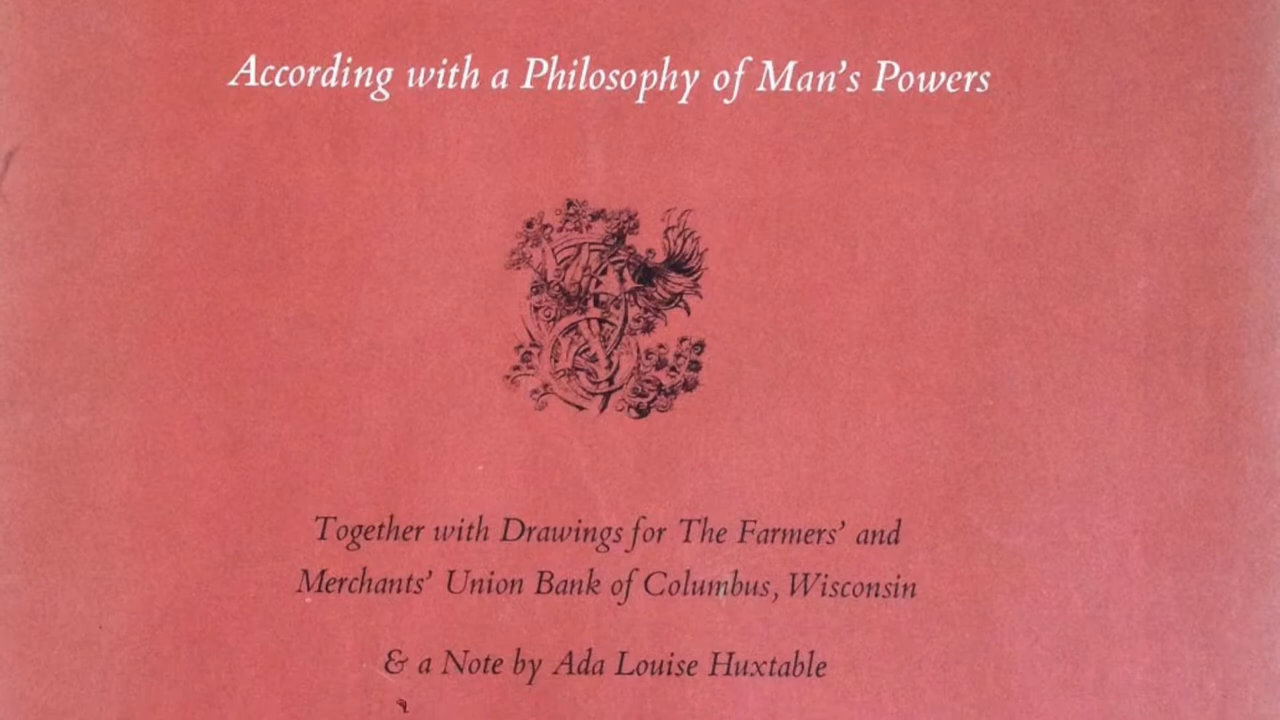 According with a Philosophy of Man's Powers
Together with Drawings for The Farmers' and
Merchants' Union Bank of Columbus, Wisconsin
& a Note by Ada Louise Huxtable